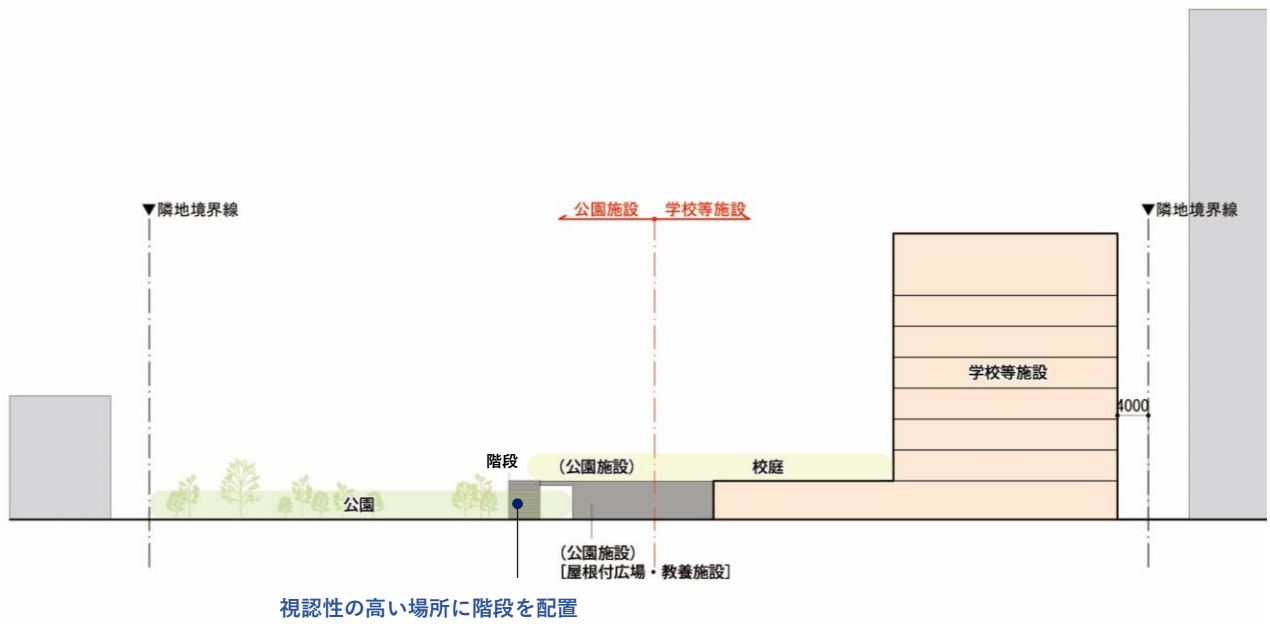 ▼隣地境界線
公園施設
学校等施設
▼隣地境界線
学校等施設
4000
階段
(公園施設)
校庭
公園
(公園施設)
[屋根付広場・教養施設]
視認性の高い場所に階段を配置